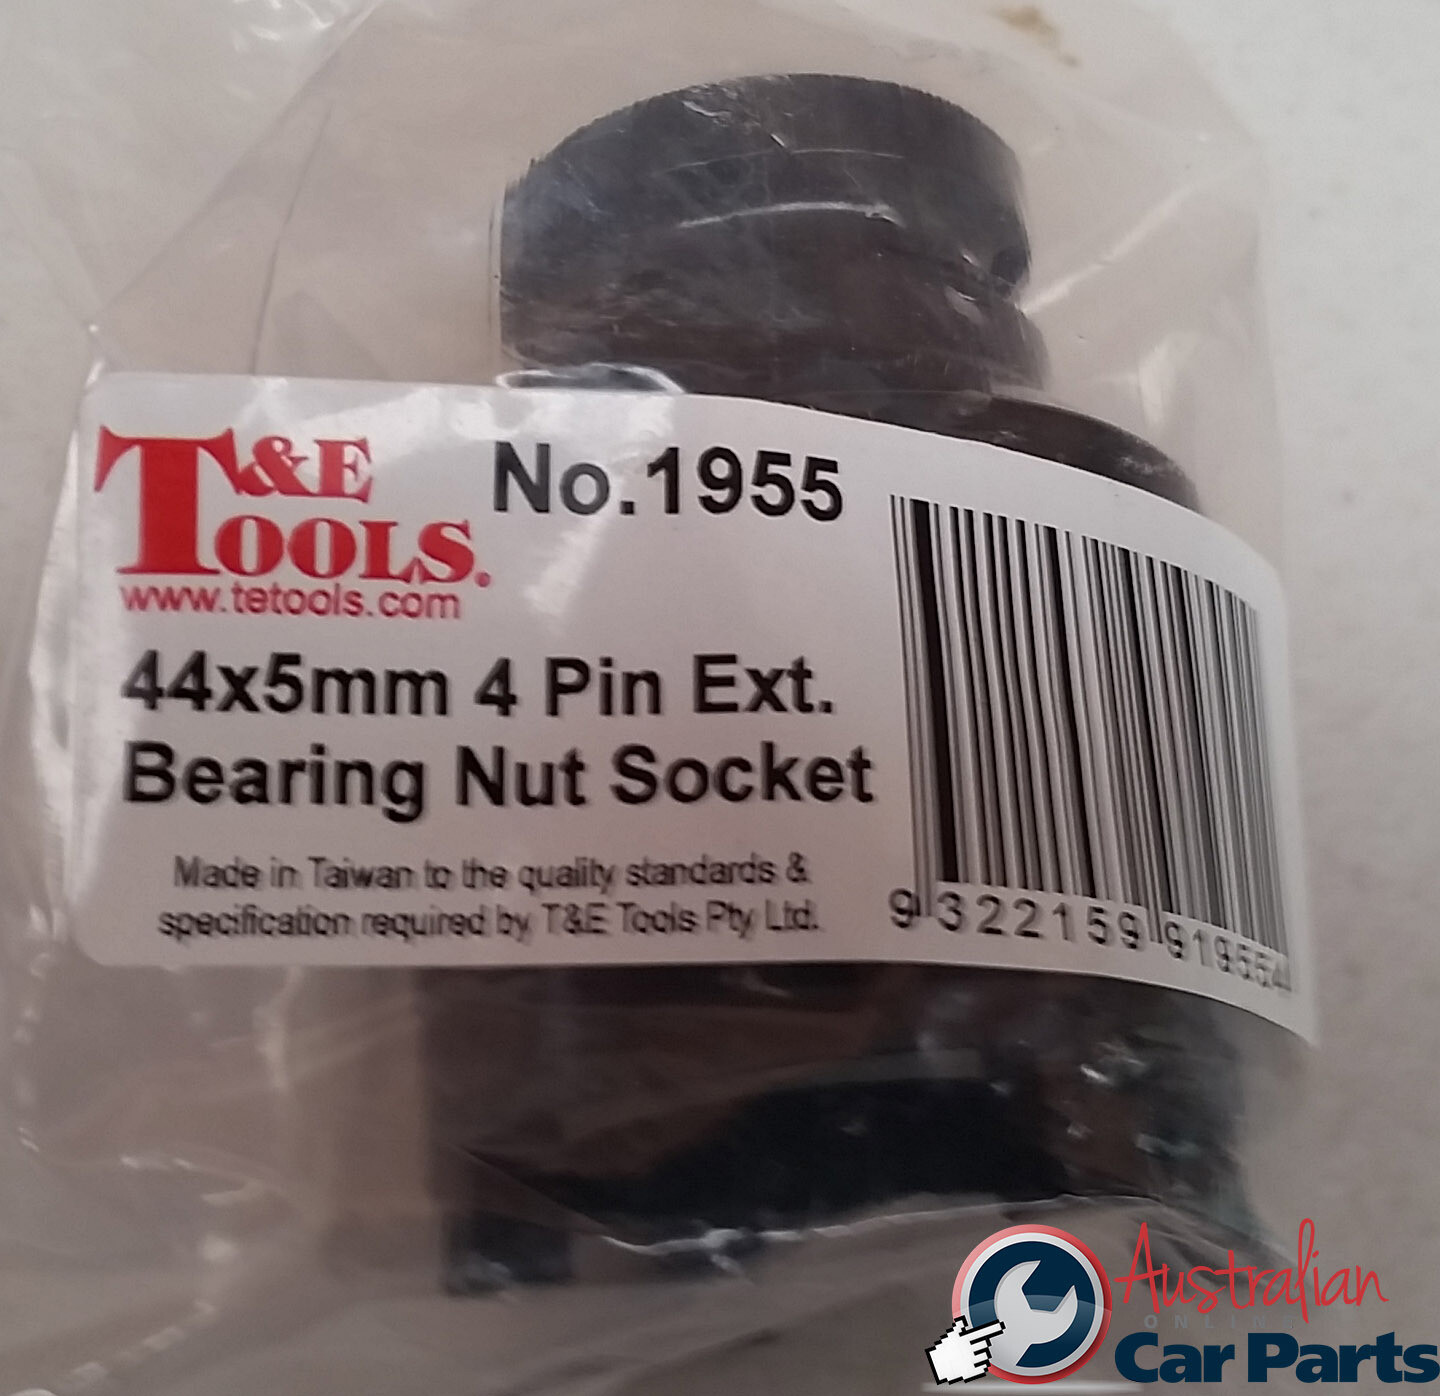 T&E
TOOLS.
www.tetools.com
No.1955
44x5mm 4 Pin Ext.
Bearing Nut Socket
Made in Taiwan to the quality standards &
specification required by T&E Tools Pty Ltd.
9 322159 919554
Australian
ONLINE
Car Parts